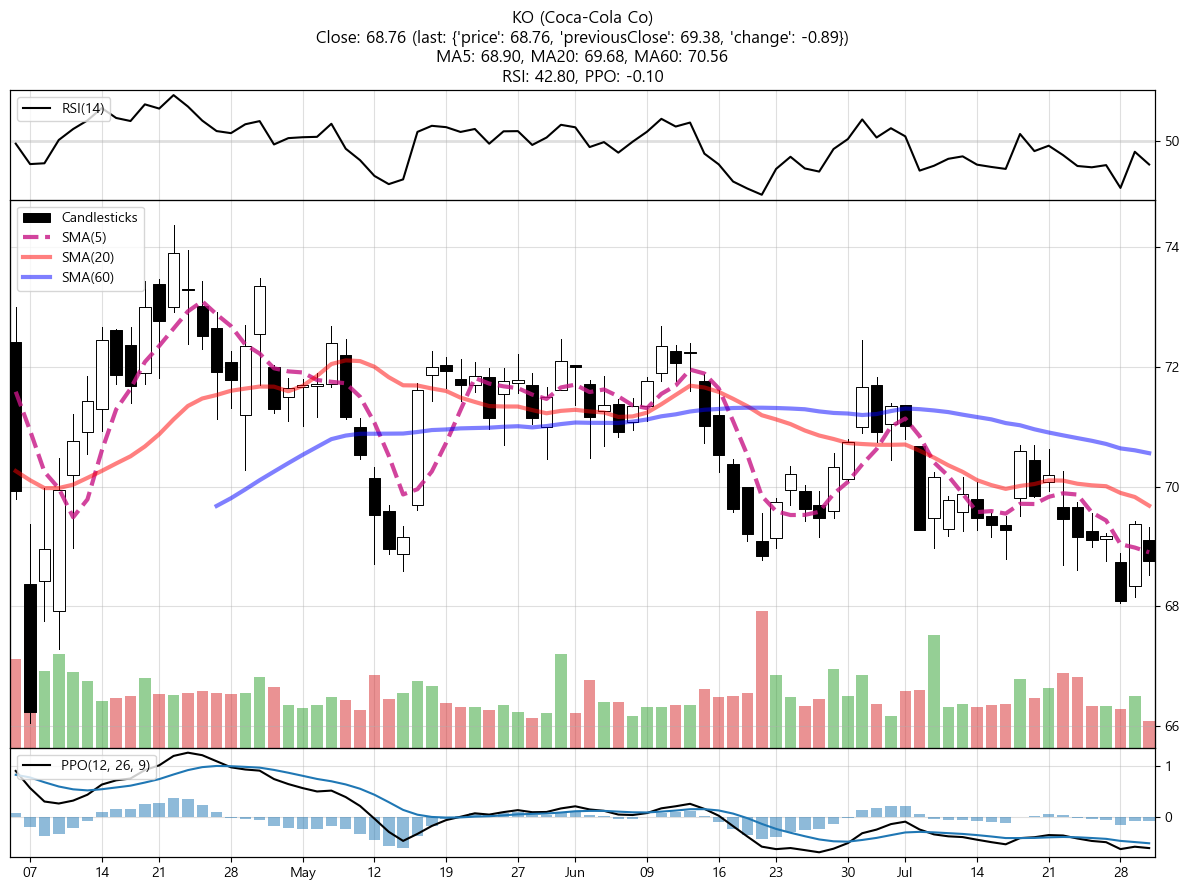 KO (Coca-Cola Co)
Close: 68.76 (last: {'price': 68.76, 'previousClose': 69.38, 'change': -0.89})
MA5: 68.90, MA20: 69.68, MA60: 70.56
RSI: 42.80, PPO: -0.10
RSI(14)
50
Candlesticks
SMA(5)
SMA(20)
SMA(60)
74
72
70
68
66
PPO(12, 26, 9)
1
0
07 14 21 28 May 12 19 27 Jun 09 16 23 30 Jul 14 21 28